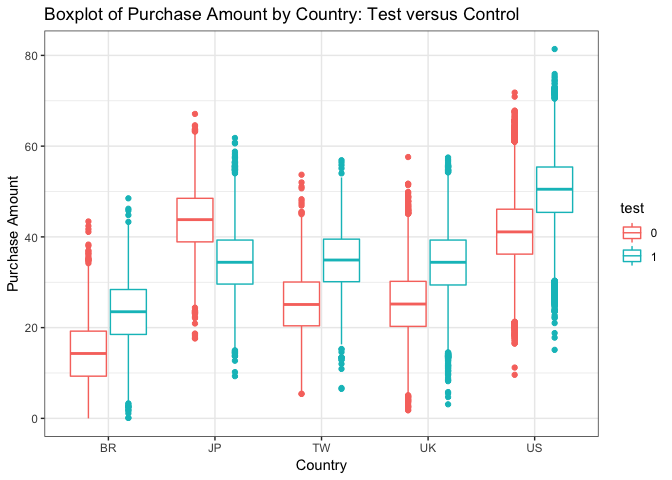 Boxplot of Purchase Amount by Country: Test versus Control
80
60
40
20
0
Purchase Amount
BR JP TW UK US
Country
test
0
1